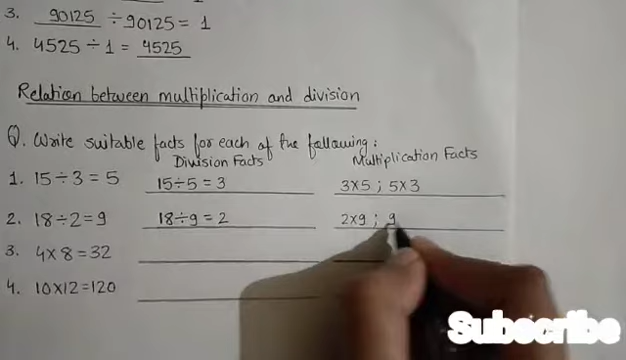 3. 90125 ÷ 90125 = 1
4. 4525 ÷ 1 = 4525
Relation between multiplication and division
Q. Write suitable facts for each of the following:
Division Facts Multiplication Facts
1. 15 ÷ 3 = 5 15 ÷ 5 = 3 3 × 5 ; 5 × 3
2. 18 ÷ 2 = 9 18 ÷ 9 = 2 2 × 9 ; 9
3. 4 × 8 = 32
4. 10 × 12 = 120
Subscribe